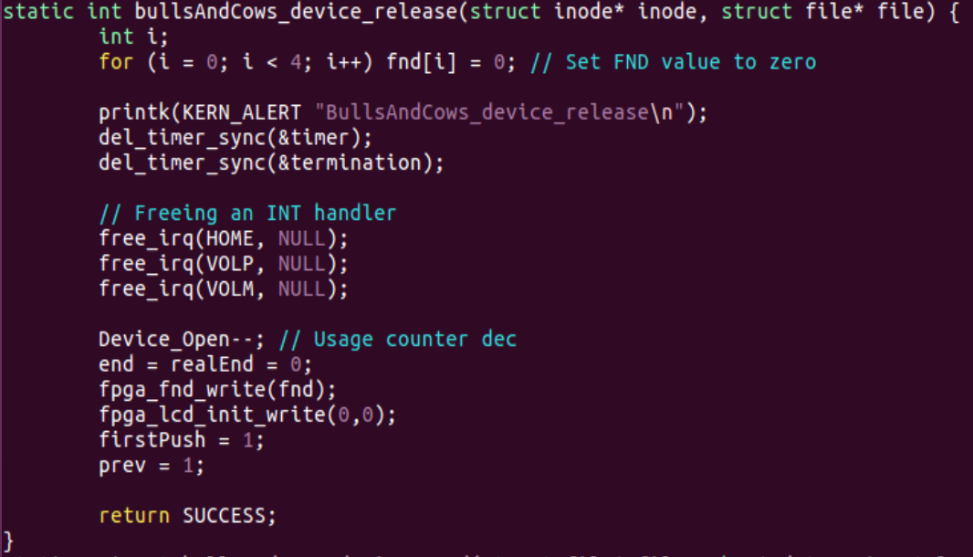 static int bullsAndCows_device_release(struct inode* inode, struct file* file) {
        int i;
        for (i = 0; i < 4; i++) fnd[i] = 0; // Set FND value to zero

        printk(KERN_ALERT "BullsAndCows_device_release\n");
        del_timer_sync(&timer);
        del_timer_sync(&termination);

        // Freeing an INT handler
        free_irq(HOME, NULL);
        free_irq(VOLP, NULL);
        free_irq(VOLM, NULL);

        Device_Open--; // Usage counter dec
        end = realEnd = 0;
        fpga_fnd_write(fnd);
        fpga_lcd_init_write(0,0);
        firstPush = 1;
        prev = 1;

        return SUCCESS;
}